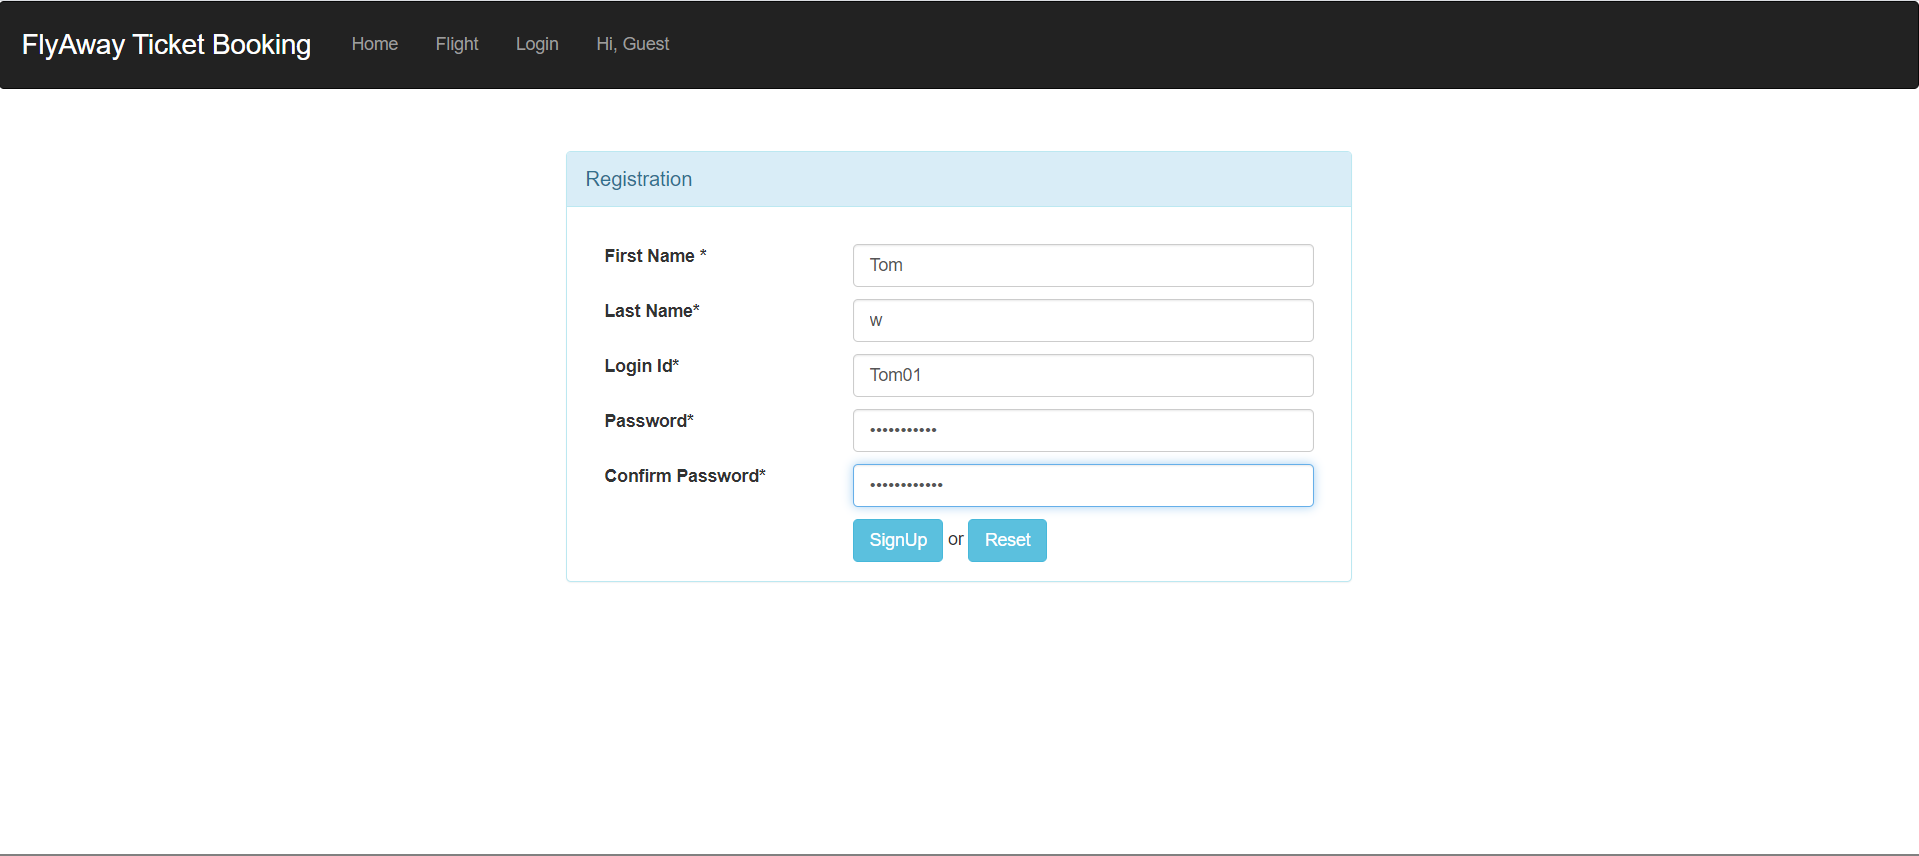 FlyAway Ticket Booking Home Flight Login Hi, Guest
Registration
First Name * Tom
Last Name* w
Login Id* Tom01
Password* •••••••••••
Confirm Password* ••••••••••••
SignUp or Reset